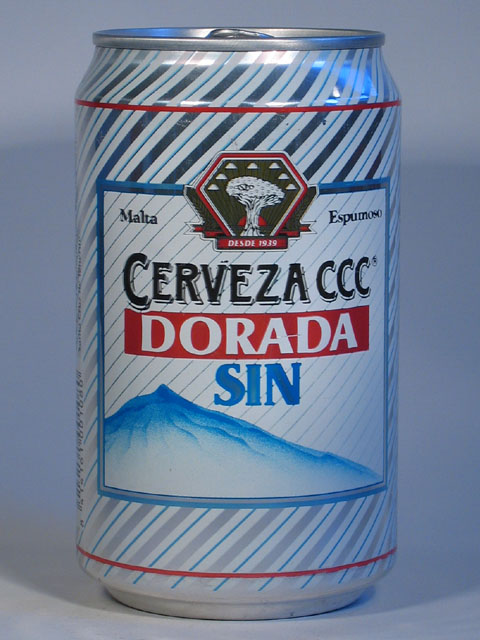 DESDE 1939
Malta Espumoso
CERVEZA CCC®
DORADA
SIN